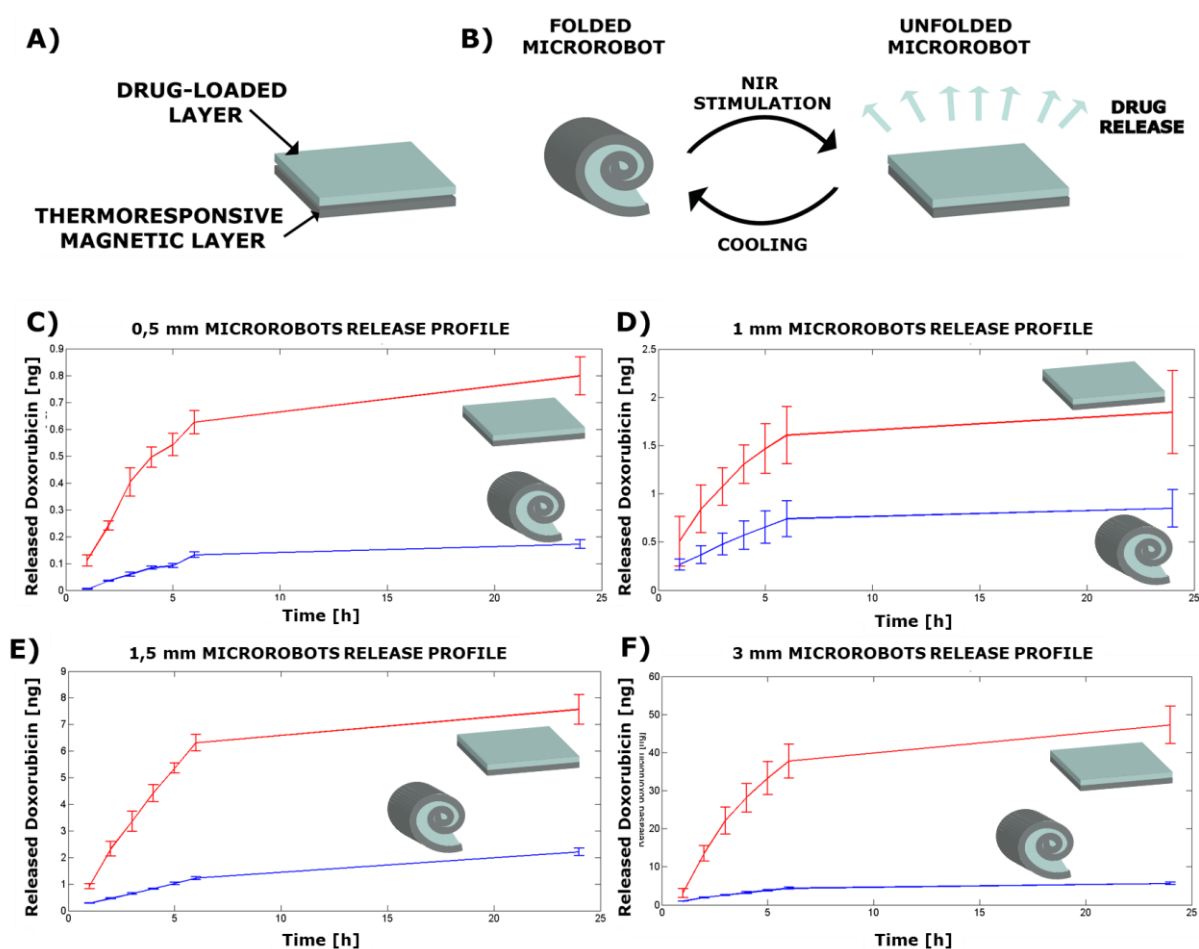 A)
DRUG-LOADED
LAYER
THERMORESPONSIVE
MAGNETIC LAYER
B)
FOLDED
MICROROBOT
UNFOLDED
MICROROBOT
NIR
STIMULATION
COOLING
DRUG
RELEASE
C)
0,5 mm MICROROBOTS RELEASE PROFILE
Released Doxorubicin [ng]
0.9
0.8
0.7
0.6
0.5
0.4
0.3
0.2
0.1
0
0 5 10 15 20 25
Time [h]
D)
1 mm MICROROBOTS RELEASE PROFILE
Released Doxorubicin [ng]
2.5
2
1.5
1
0.5
0
0 5 10 15 20 25
Time [h]
E)
1,5 mm MICROROBOTS RELEASE PROFILE
Released Doxorubicin [ng]
9
8
7
6
5
4
3
2
1
0
0 5 10 15 20 25
Time [h]
F)
3 mm MICROROBOTS RELEASE PROFILE
Released Doxorubicin [ng]
60
50
40
30
20
10
0
0 5 10 15 20 25
Time [h]